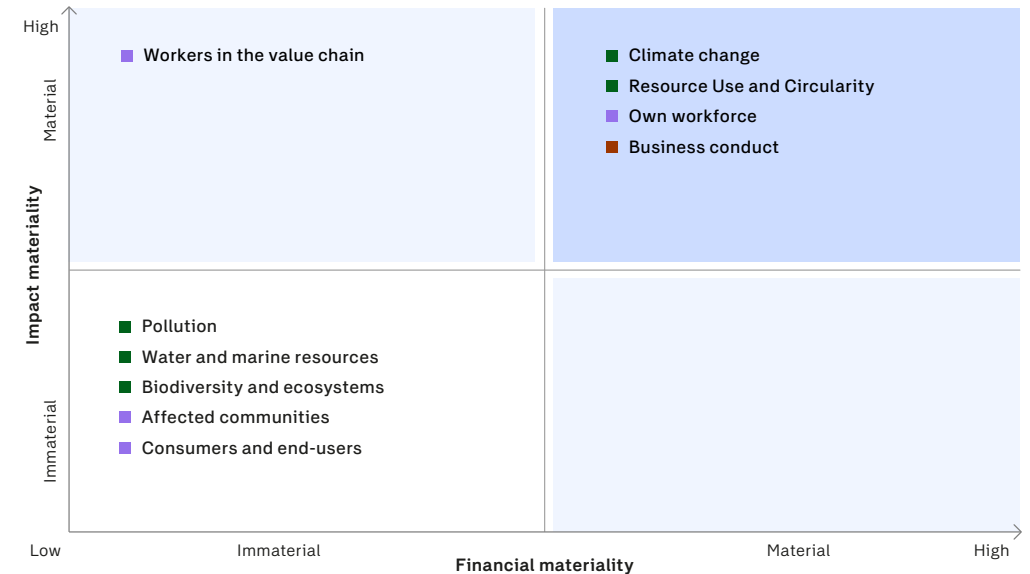 High
Material
Impact materiality
Immaterial
Workers in the value chain
Climate change
Resource Use and Circularity
Own workforce
Business conduct
Pollution
Water and marine resources
Biodiversity and ecosystems
Affected communities
Consumers and end-users
Low
Immaterial
Financial materiality
Material
High